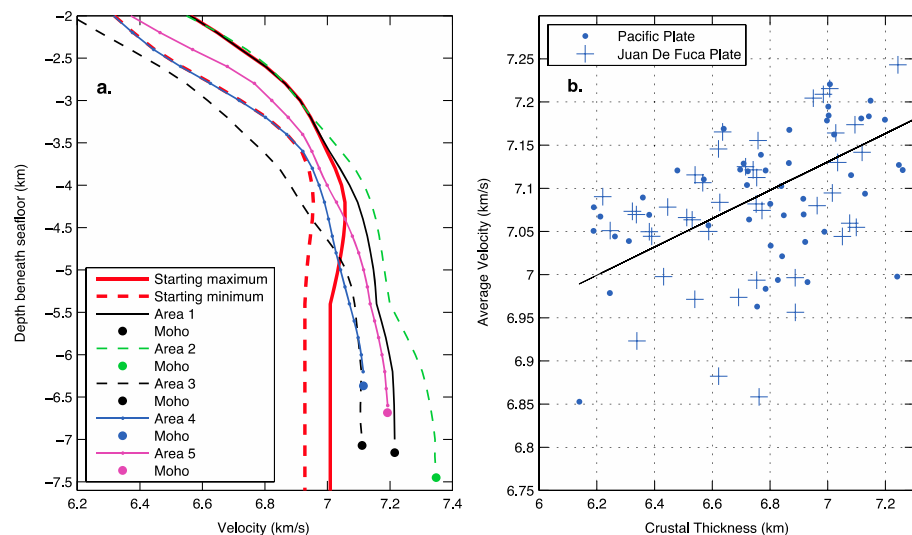 -2
-2.5
-3
-3.5
-4
-4.5
-5
-5.5
-6
-6.5
-7
-7.5
6.2
6.4
6.6
6.8
7
7.2
7.4
Depth beneath seafloor (km)
Velocity (km/s)
a.
Starting maximum
Starting minimum
Area 1
Moho
Area 2
Moho
Area 3
Moho
Area 4
Moho
Area 5
Moho
7.25
7.2
7.15
7.1
7.05
7
6.95
6.9
6.85
6.8
6.75
6
6.2
6.4
6.6
6.8
7
7.2
Average Velocity (km/s)
Crustal Thickness (km)
b.
Pacific Plate
Juan De Fuca Plate